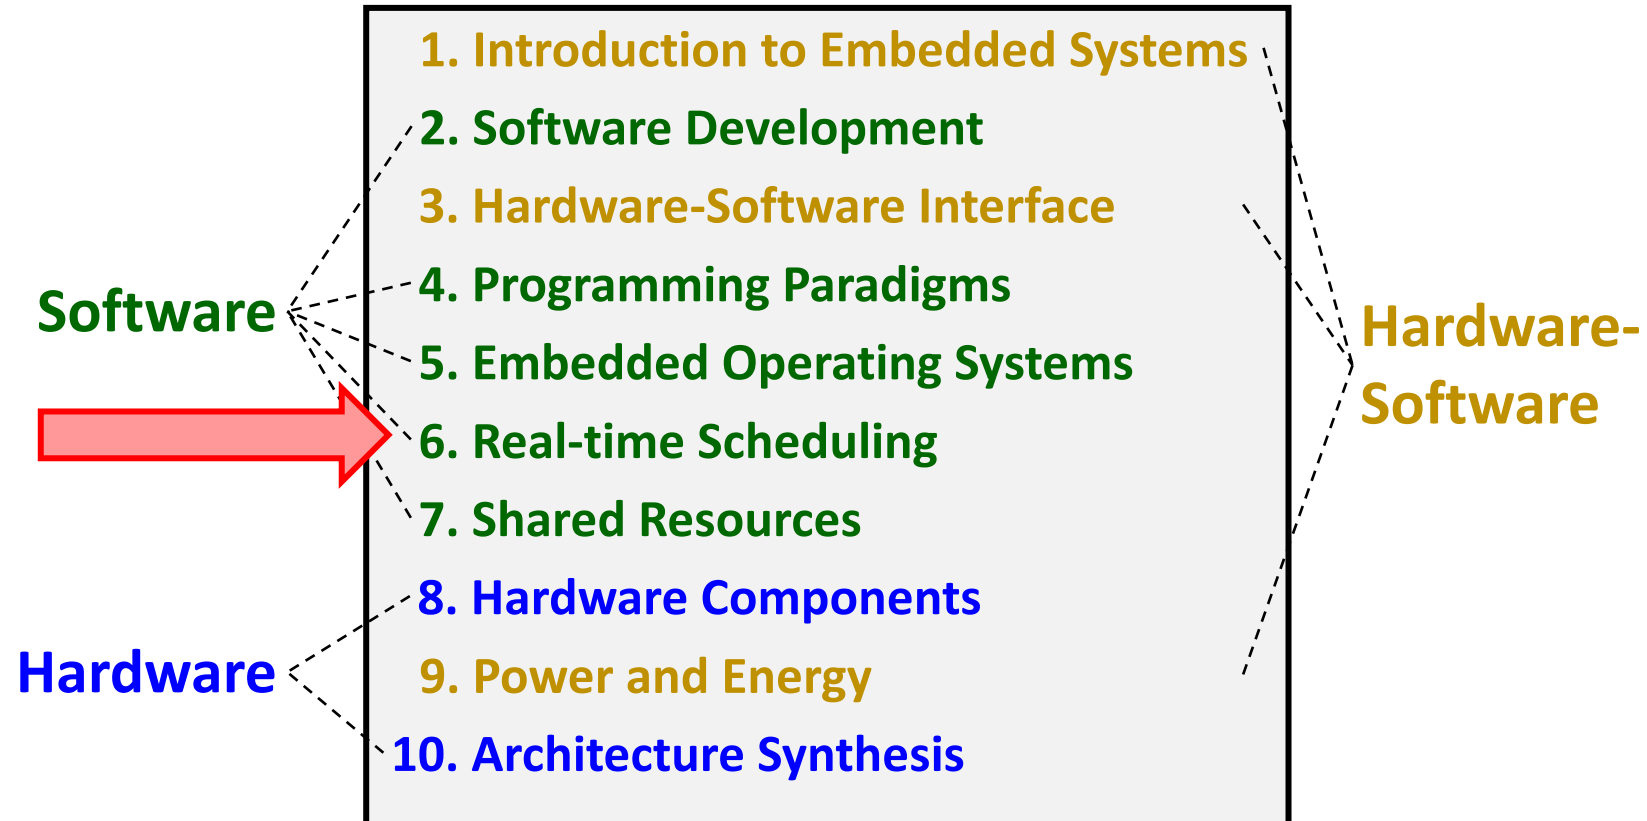 1. Introduction to Embedded Systems
2. Software Development
3. Hardware-Software Interface
4. Programming Paradigms
5. Embedded Operating Systems
6. Real-time Scheduling
7. Shared Resources
8. Hardware Components
9. Power and Energy
10. Architecture Synthesis
Software
Hardware
Hardware-
Software